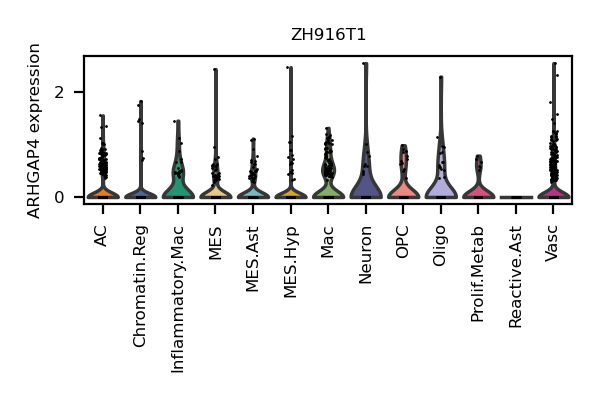 ZH916T1
ARHGAP4 expression
2
0
AC
Chromatin.Reg
Inflammatory.Mac
MES
MES.Ast
MES.Hyp
Mac
Neuron
OPC
Oligo
Prolif.Metab
Reactive.Ast
Vasc